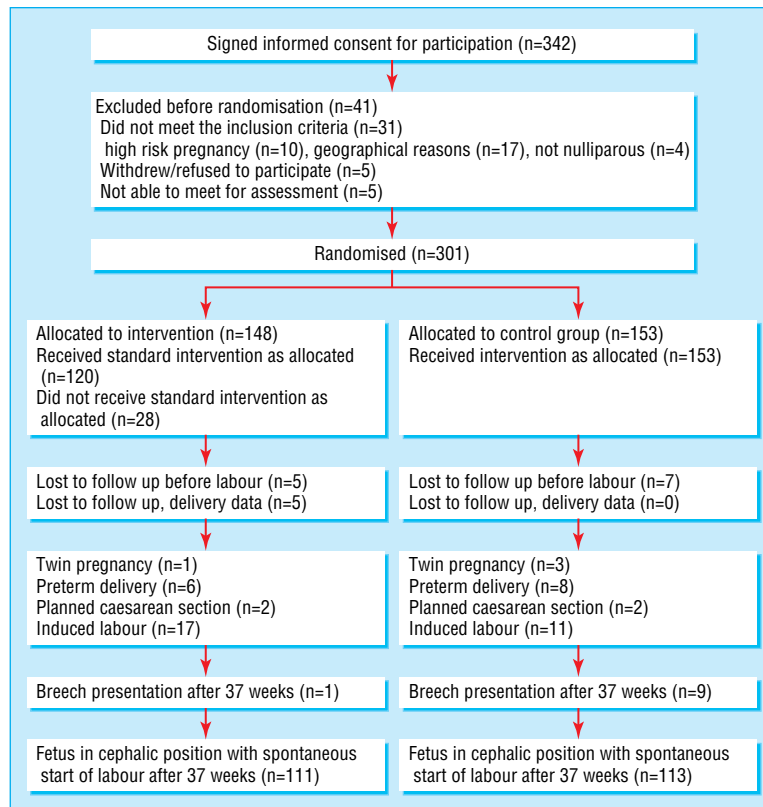 Signed informed consent for participation (n=342)
Excluded before randomisation (n=41)
Did not meet the inclusion criteria (n=31)
high risk pregnancy (n=10), geographical reasons (n=17), not nulliparous (n=4)
Withdrew/refused to participate (n=5)
Not able to meet for assessment (n=5)
Randomised (n=301)
Allocated to intervention (n=148)
Received standard intervention as allocated
(n=120)
Did not receive standard intervention as
allocated (n=28)
Allocated to control group (n=153)
Received intervention as allocated (n=153)
Lost to follow up before labour (n=5)
Lost to follow up, delivery data (n=5)
Lost to follow up before labour (n=7)
Lost to follow up, delivery data (n=0)
Twin pregnancy (n=1)
Preterm delivery (n=6)
Planned caesarean section (n=2)
Induced labour (n=17)
Twin pregnancy (n=3)
Preterm delivery (n=8)
Planned caesarean section (n=2)
Induced labour (n=11)
Breech presentation after 37 weeks (n=1)
Breech presentation after 37 weeks (n=9)
Fetus in cephalic position with spontaneous
start of labour after 37 weeks (n=111)
Fetus in cephalic position with spontaneous
start of labour after 37 weeks (n=113)